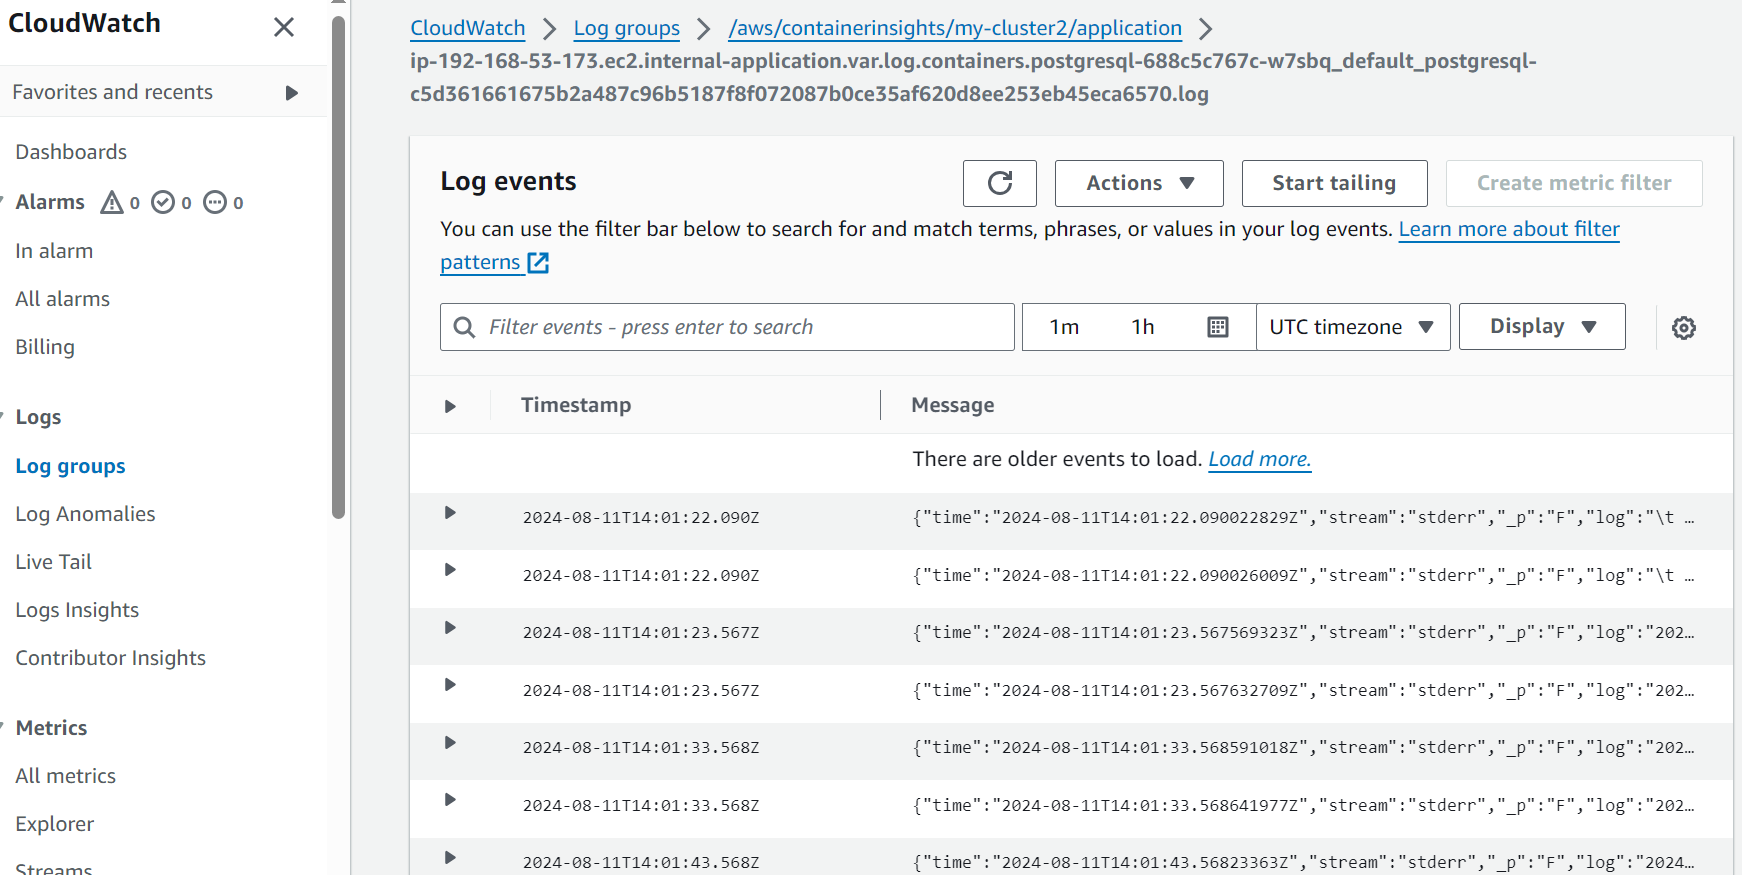 CloudWatch
Favorites and recents
Dashboards
Alarms 0 0 0
In alarm
All alarms
Billing
Logs
Log groups
Log Anomalies
Live Tail
Logs Insights
Contributor Insights
Metrics
All metrics
Explorer
Streams
CloudWatch Log groups /aws/containerinsights/my-cluster2/application
ip-192-168-53-173.ec2.internal-application.var.log.containers.postgresql-688c5c767c-w7sbq_default_postgresql-
c5d361661675b2a487c96b5187f8f072087b0ce35af620d8ee253eb45eca6570.log
Log events
Actions
Start tailing
Create metric filter
You can use the filter bar below to search for and match terms, phrases, or values in your log events. Learn more about filter
patterns
Filter events - press enter to search
1m 1h UTC timezone Display
Timestamp Message
There are older events to load. Load more.
2024-08-11T14:01:22.090Z {"time":"2024-08-11T14:01:22.090022829Z","stream":"stderr","_p":"F","log":"\t …
2024-08-11T14:01:22.090Z {"time":"2024-08-11T14:01:22.090026009Z","stream":"stderr","_p":"F","log":"\t …
2024-08-11T14:01:23.567Z {"time":"2024-08-11T14:01:23.567569323Z","stream":"stderr","_p":"F","log":"202…
2024-08-11T14:01:23.567Z {"time":"2024-08-11T14:01:23.567632709Z","stream":"stderr","_p":"F","log":"202…
2024-08-11T14:01:33.568Z {"time":"2024-08-11T14:01:33.568591018Z","stream":"stderr","_p":"F","log":"202…
2024-08-11T14:01:33.568Z {"time":"2024-08-11T14:01:33.568641977Z","stream":"stderr","_p":"F","log":"202…
2024-08-11T14:01:43.568Z {"time":"2024-08-11T14:01:43.56823363Z","stream":"stderr","_p":"F","log":"2024…